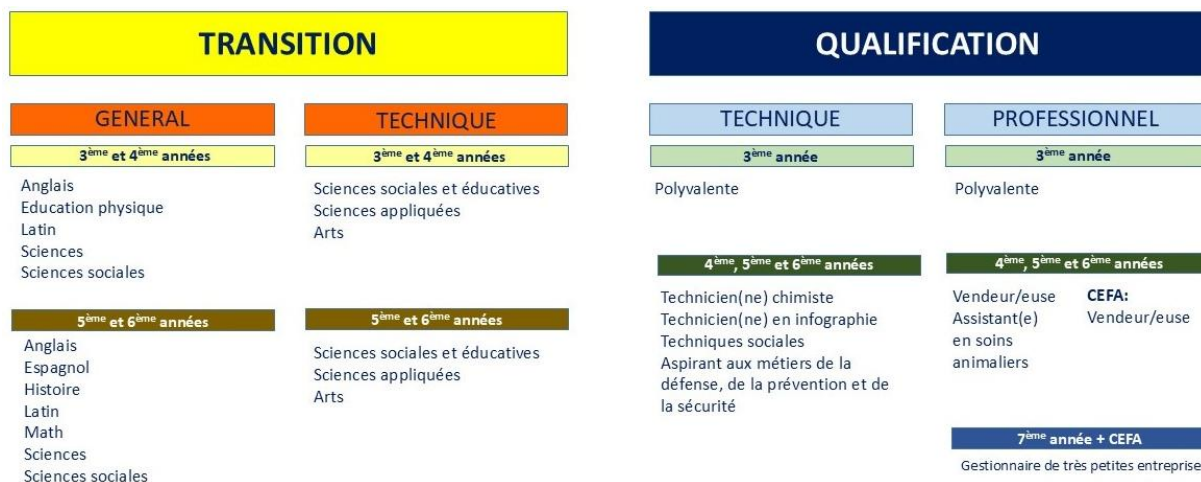 TRANSITION
GENERAL
3ème et 4ème années
Anglais
Education physique
Latin
Sciences
Sciences sociales
5ème et 6ème années
Anglais
Espagnol
Histoire
Latin
Math
Sciences
Sciences sociales
TECHNIQUE
3ème et 4ème années
Sciences sociales et éducatives
Sciences appliquées
Arts
5ème et 6ème années
Sciences sociales et éducatives
Sciences appliquées
Arts
QUALIFICATION
TECHNIQUE
3ème année
Polyvalente
4ème, 5ème et 6ème années
Technicien(ne) chimiste
Technicien(ne) en infographie
Techniques sociales
Aspirant aux métiers de la
défense, de la prévention et de
la sécurité
PROFESSIONNEL
3ème année
Polyvalente
4ème, 5ème et 6ème années
Vendeur/euse
Assistant(e)
en soins
animaliers
CEFA:
Vendeur/euse
7ème année + CEFA
Gestionnaire de très petites entreprise